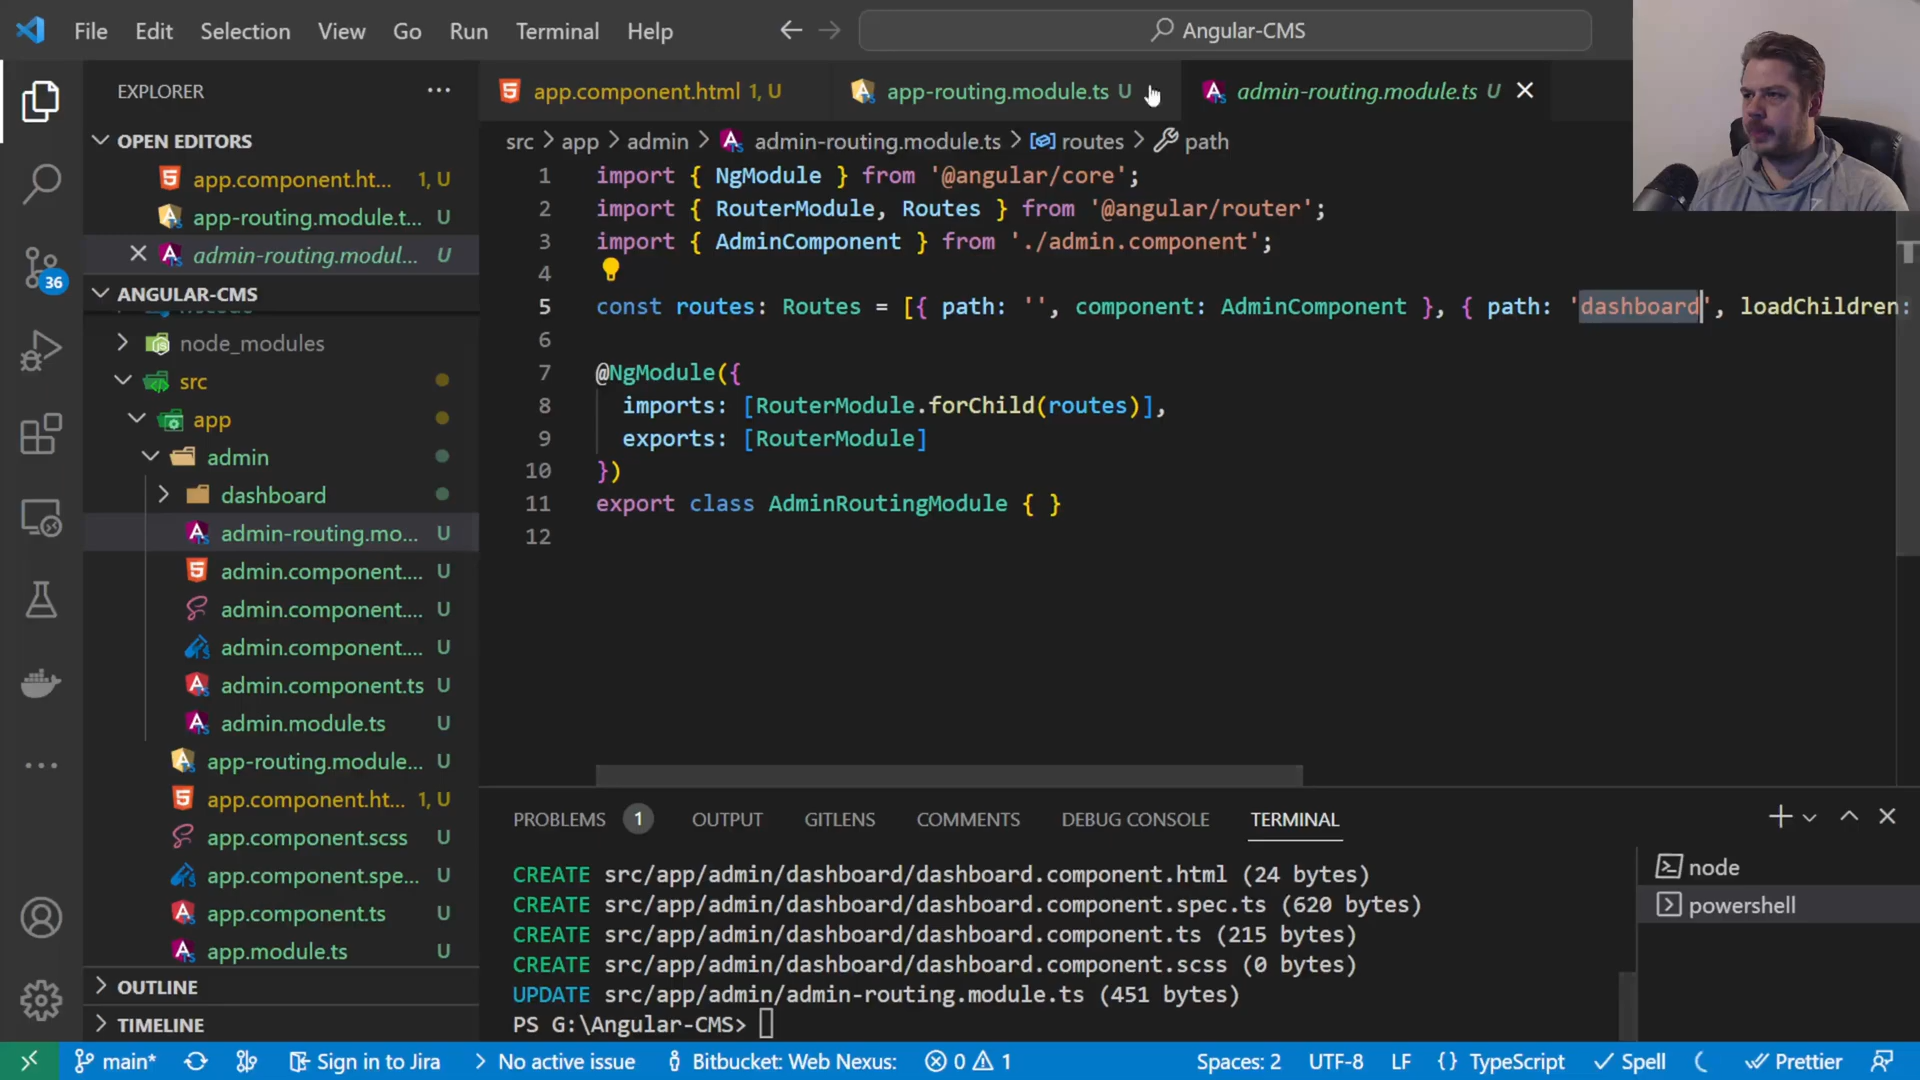 File Edit Selection View Go Run Terminal Help
Angular-CMS
EXPLORER
OPEN EDITORS
app.component.ht... 1, U
app-routing.module.t... U
admin-routing.modul... U
ANGULAR-CMS
node_modules
src
app
admin
dashboard
admin-routing.mo... U
admin.component.... U
admin.component.... U
admin.component.... U
admin.component.ts U
admin.module.ts U
app-routing.module... U
app.component.ht... 1, U
app.component.scss U
app.component.spe... U
app.component.ts U
app.module.ts U
OUTLINE
TIMELINE
36
app.component.html 1, U
app-routing.module.ts U
admin-routing.module.ts U
src > app > admin > admin-routing.module.ts > routes > path
1 import { NgModule } from '@angular/core';
2 import { RouterModule, Routes } from '@angular/router';
3 import { AdminComponent } from './admin.component';
4
5 const routes: Routes = [{ path: '', component: AdminComponent }, { path: 'dashboard', loadChildren:
6
7 @NgModule({
8 imports: [RouterModule.forChild(routes)],
9 exports: [RouterModule]
10 })
11 export class AdminRoutingModule { }
12
PROBLEMS 1 OUTPUT GITLENS COMMENTS DEBUG CONSOLE TERMINAL
CREATE src/app/admin/dashboard/dashboard.component.html (24 bytes)
CREATE src/app/admin/dashboard/dashboard.component.spec.ts (620 bytes)
CREATE src/app/admin/dashboard/dashboard.component.ts (215 bytes)
CREATE src/app/admin/dashboard/dashboard.component.scss (0 bytes)
UPDATE src/app/admin/admin-routing.module.ts (451 bytes)
PS G:\Angular-CMS>
node
powershell
main* Sign in to Jira No active issue Bitbucket: Web Nexus: 0 1 Spaces: 2 UTF-8 LF {} TypeScript Spell Prettier